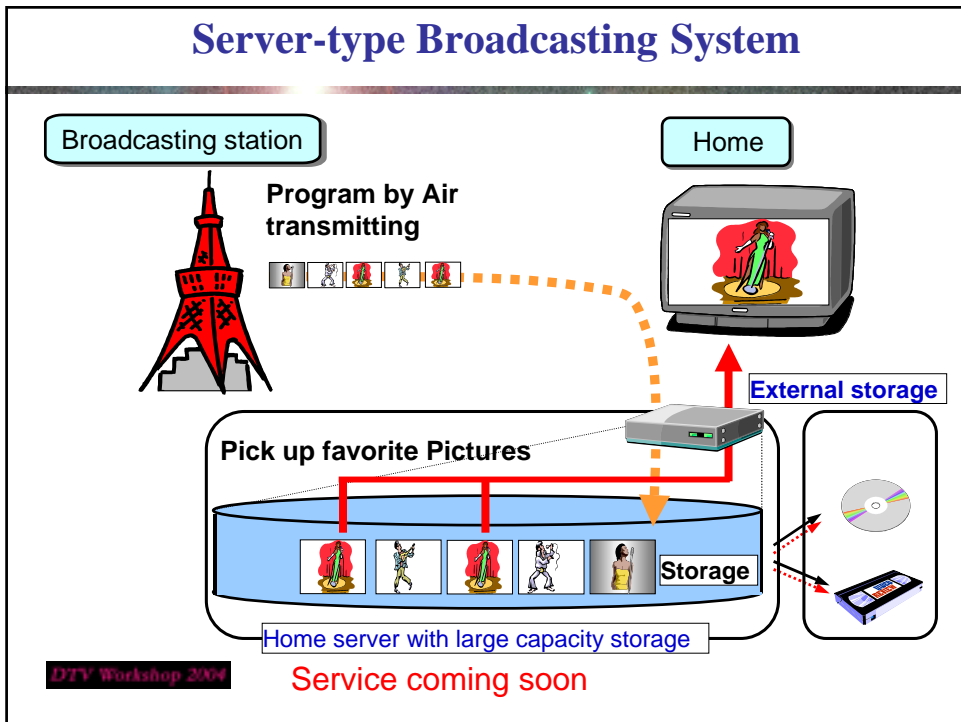 Server-type Broadcasting System
Broadcasting station
Home
Program by Air
transmitting
External storage
Pick up favorite Pictures
Storage
Home server with large capacity storage
DTV Workshop 2004
Service coming soon